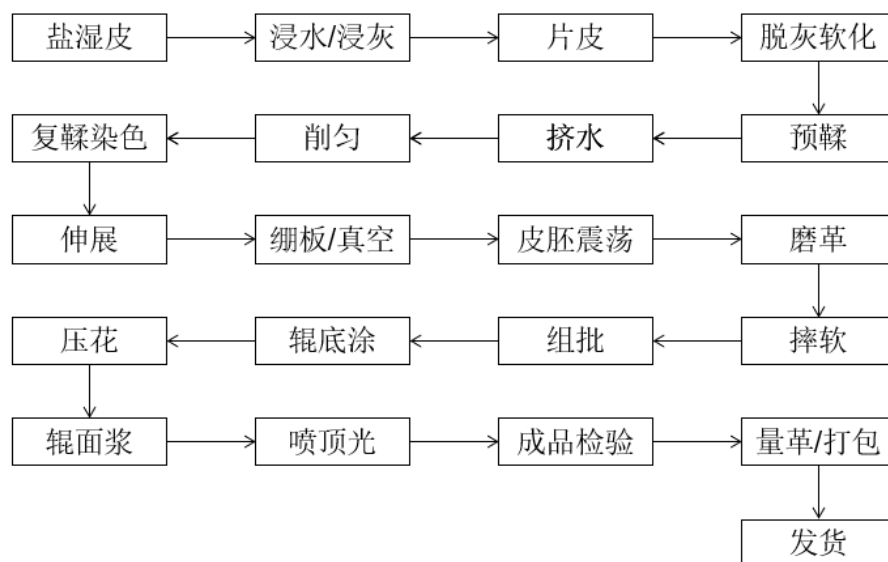 盐湿皮
浸水/浸灰
片皮
脱灰软化
预鞣
挤水
削匀
复鞣染色
伸展
绷板/真空
皮胚震荡
磨革
摔软
组批
辊底涂
压花
辊面浆
喷顶光
成品检验
量革/打包
发货